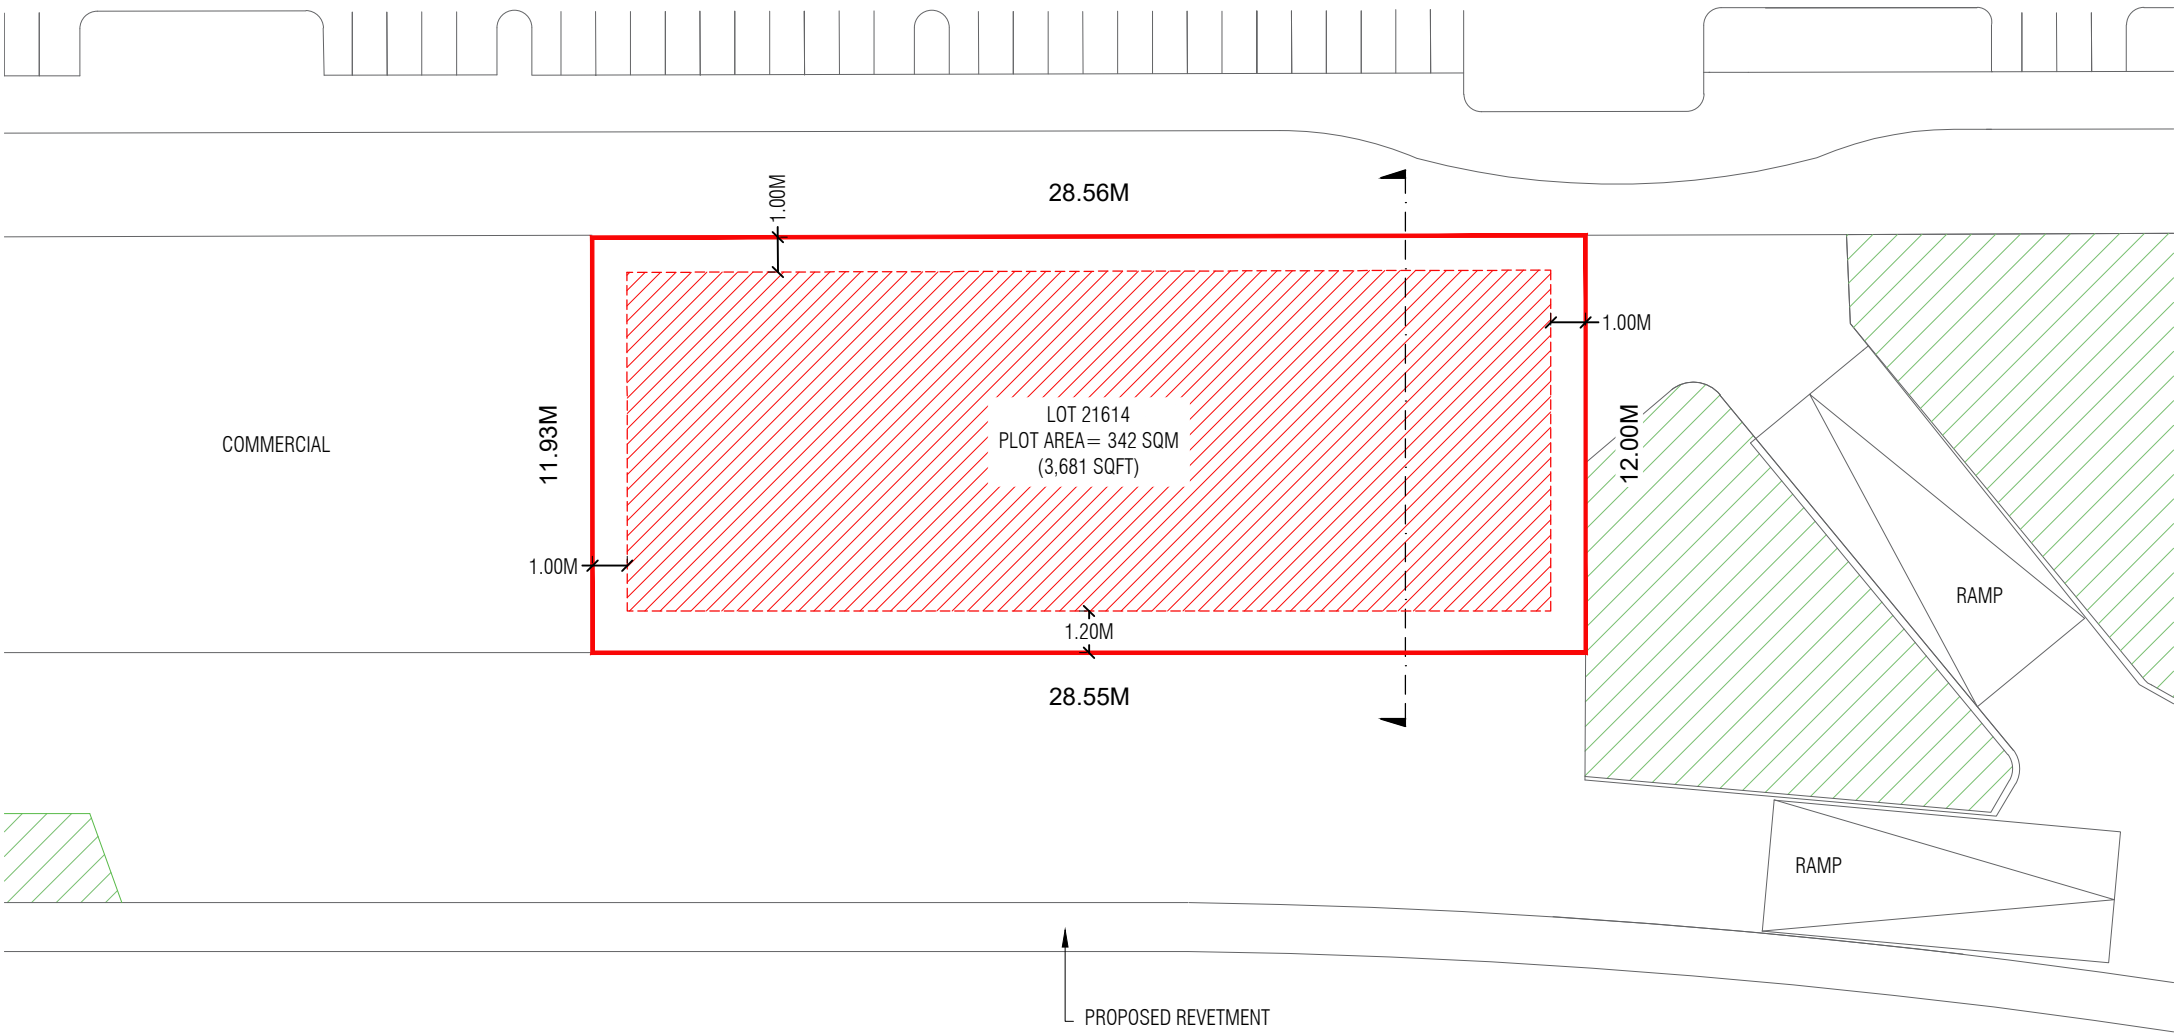 1.00M
28.56M
1.00M
11.93M
COMMERCIAL
LOT 21614
PLOT AREA= 342 SQM
(3,681 SQFT)
12.00M
1.00M
RAMP
1.20M
28.55M
RAMP
PROPOSED REVETMENT